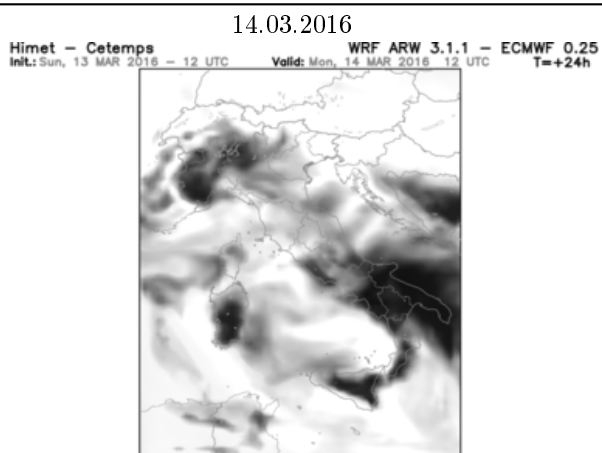 14.03.2016
Himet – Cetemps WRF ARW 3.1.1 – ECMWF 0.25
Init.: Sun, 13 MAR 2016 – 12 UTC Valid: Mon, 14 MAR 2016 12 UTC T=+24h